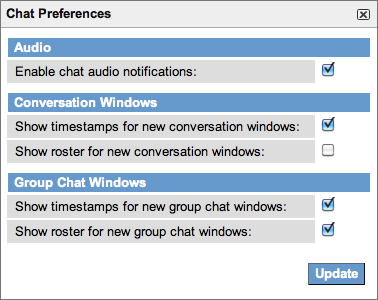 Chat Preferences
Audio
Enable chat audio notifications:
Conversation Windows
Show timestamps for new conversation windows:
Show roster for new conversation windows:
Group Chat Windows
Show timestamps for new group chat windows:
Show roster for new group chat windows:
Update